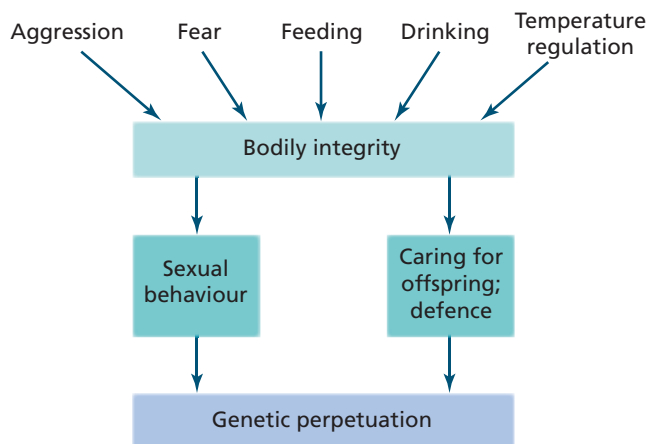 Aggression
Fear
Feeding
Drinking
Temperature
regulation
Bodily integrity
Sexual
behaviour
Caring for
offspring;
defence
Genetic perpetuation